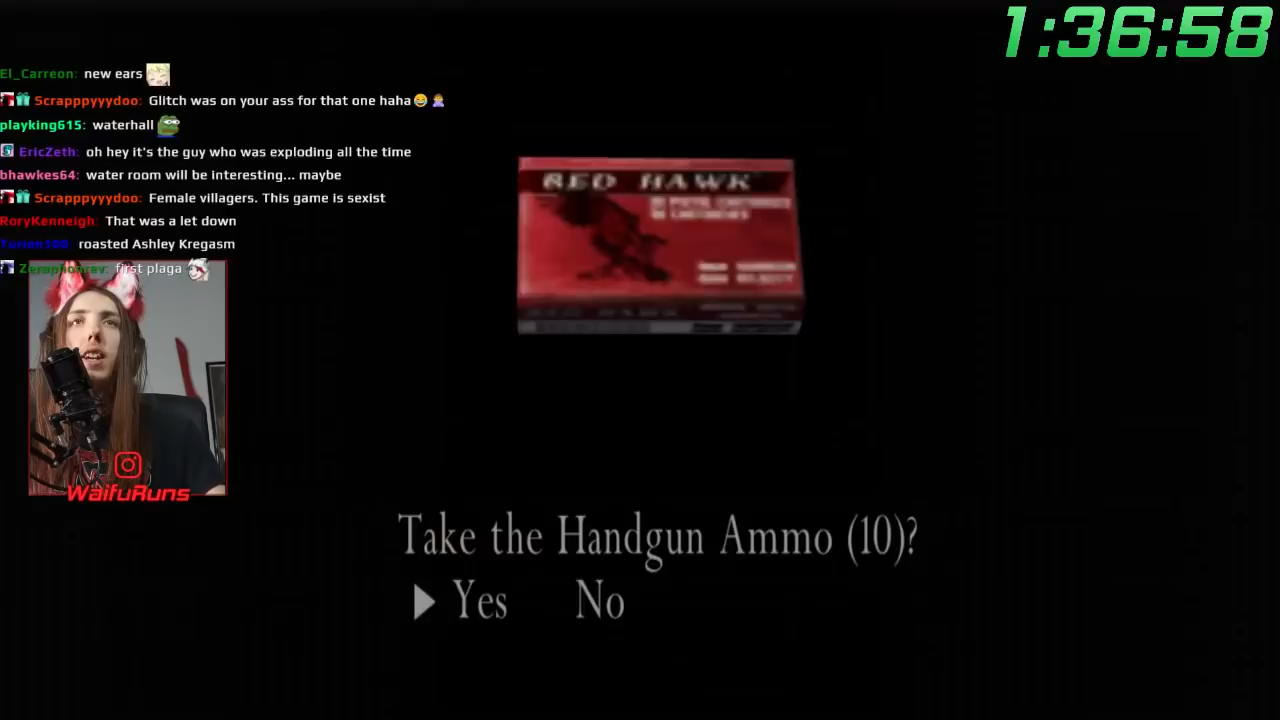 1:36:58
El_Carreon: new ears
Scrapppyyydoo: Glitch was on your ass for that one haha
playking615: waterhall
EricZeth: oh hey it's the guy who was exploding all the time
bhawkes64: water room will be interesting... maybe
Scrapppyyydoo: Female villagers. This game is sexist
RoryKenneigh: That was a let down
roasted Ashley Kregasm
first plaga
RED HAWK
WaifuRuns
Take the Handgun Ammo (10)?
Yes No